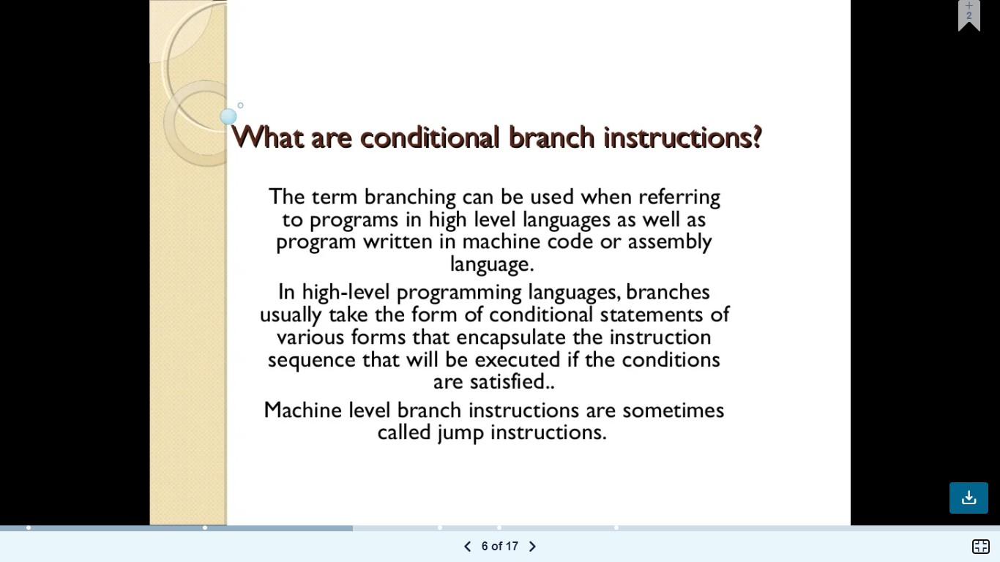 +
2
What are conditional branch instructions?
The term branching can be used when referring
to programs in high level languages as well as
program written in machine code or assembly
language.
In high-level programming languages, branches
usually take the form of conditional statements of
various forms that encapsulate the instruction
sequence that will be executed if the conditions
are satisfied..
Machine level branch instructions are sometimes
called jump instructions.
6 of 17